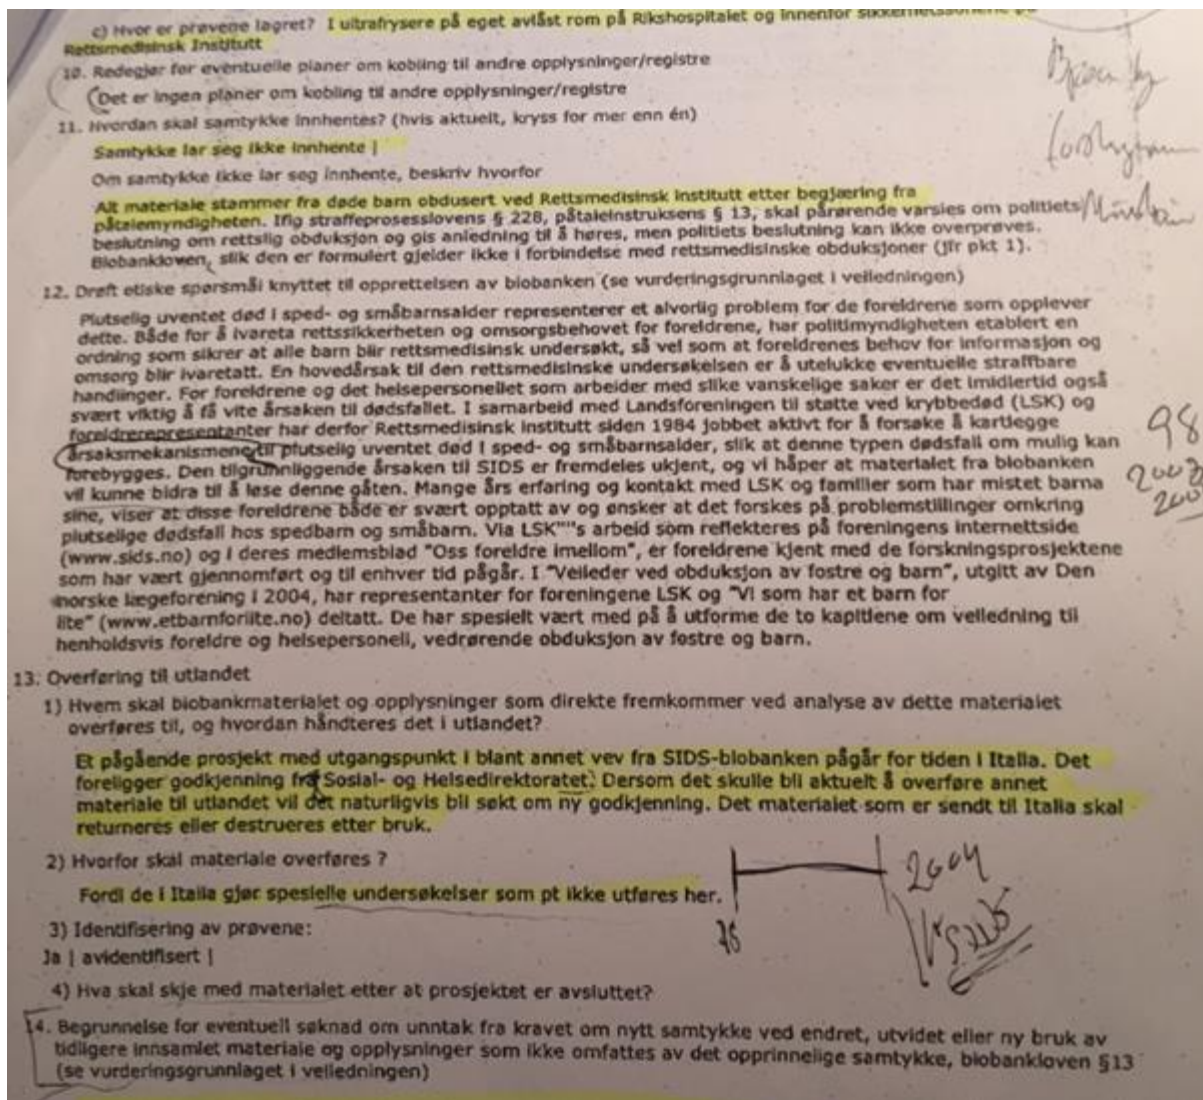 c) Hvor er prøvene lagret? I ultrafrysere på eget avlåst rom på Rikshospitalet og innenfor
Rettsmedisinsk Institutt
10. Redegjør for eventuelle planer om kobling til andre opplysninger/registre
Det er ingen planer om kobling til andre opplysninger/registre
11. Hvordan skal samtykke innhentes? (hvis aktuelt, kryss for mer enn én)
Samtykke lar seg ikke innhente |
Om samtykke ikke lar seg innhente, beskriv hvorfor
Alt materiale stammer fra døde barn obdusert ved Rettsmedisinsk institutt etter begjæring fra
påtalemyndigheten. Iflg straffeprosesslovens § 228, påtaleinstruksens § 13, skal pårørende varsles om politiets
beslutning om rettslig obduksjon og gis anledning til å høres, men politiets beslutning kan ikke overprøves.
Biobankloven, slik den er formulert gjelder ikke i forbindelse med rettsmedisinske obduksjoner (jfr pkt 1).
12. Drøft etiske spørsmål knyttet til opprettelsen av biobanken (se vurderingsgrunnlaget i veiledningen)
Plutselig uventet død i sped- og småbarnsalder representerer et alvorlig problem for de foreldrene som opplever
dette. Både for å ivareta rettssikkerheten og omsorgsbehovet for foreldrene, har politimyndigheten etablert en
ordning som sikrer at alle barn blir rettsmedisinsk undersøkt, så vel som at foreldrenes behov for informasjon og
omsorg blir ivaretatt. En hovedårsak til den rettsmedisinske undersøkelsen er å utelukke eventuelle straffbare
handlinger. For foreldrene og det helsepersonellet som arbeider med slike vanskelige saker er det imidlertid også
svært viktig å få vite årsaken til dødsfallet. I samarbeid med Landsforeningen til støtte ved krybbedød (LSK) og
foreldrerepresentanter har derfor Rettsmedisinsk Institutt siden 1984 jobbet aktivt for å forsøke å kartlegge
årsaksmekanismene til plutselig uventet død i sped- og småbarnsalder, slik at denne typen dødsfall om mulig kan
forebygges. Den tilgrunnliggende årsaken til SIDS er fremdeles ukjent, og vi håper at materialet fra biobanken
vil kunne bidra til å løse denne gåten. Mange års erfaring og kontakt med LSK og familier som har mistet barna
sine, viser at disse foreldrene både er svært opptatt av og ønsker at det forskes på problemstillinger omkring
plutselige dødsfall hos spedbarn og småbarn. Via LSK""s arbeid som reflekteres på foreningens internettside
(www.sids.no) og i deres medlemsblad "Oss foreldre imellom", er foreldrene kjent med de forskningsprosjektene
som har vært gjennomført og til enhver tid pågår. I "Veileder ved obduksjon av fostre og barn", utgitt av Den
norske lægeforening i 2004, har representanter for foreningene LSK og "Vi som har et barn for
lite" (www.etbarnforlite.no) deltatt. De har spesielt vært med på å utforme de to kapitlene om veiledning til
henholdsvis foreldre og helsepersonell, vedrørende obduksjon av fostre og barn.
98
2003
13. Overføring til utlandet
1) Hvem skal biobankmaterialet og opplysninger som direkte fremkommer ved analyse av dette materialet
overføres til, og hvordan håndteres det i utlandet?
Et pågående prosjekt med utgangspunkt i blant annet vev fra SIDS-biobanken pågår for tiden i Italia. Det
foreligger godkjenning fra Sosial- og Helsedirektoratet. Dersom det skulle bli aktuelt å overføre annet
materiale til utlandet vil det naturligvis bli søkt om ny godkjenning. Det materialet som er sendt til Italia skal
returneres eller destrueres etter bruk.
2) Hvorfor skal materiale overføres ?
Fordi de i Italia gjør spesielle undersøkelser som pt ikke utføres her.
2004
3) Identifisering av prøvene:
Ja | avidentifisert |
4) Hva skal skje med materialet etter at prosjektet er avsluttet?
14. Begrunnelse for eventuell søknad om unntak fra kravet om nytt samtykke ved endret, utvidet eller ny bruk av
tidligere innsamlet materiale og opplysninger som ikke omfattes av det opprinnelige samtykke, biobankloven §13
(se vurderingsgrunnlaget i veiledningen)